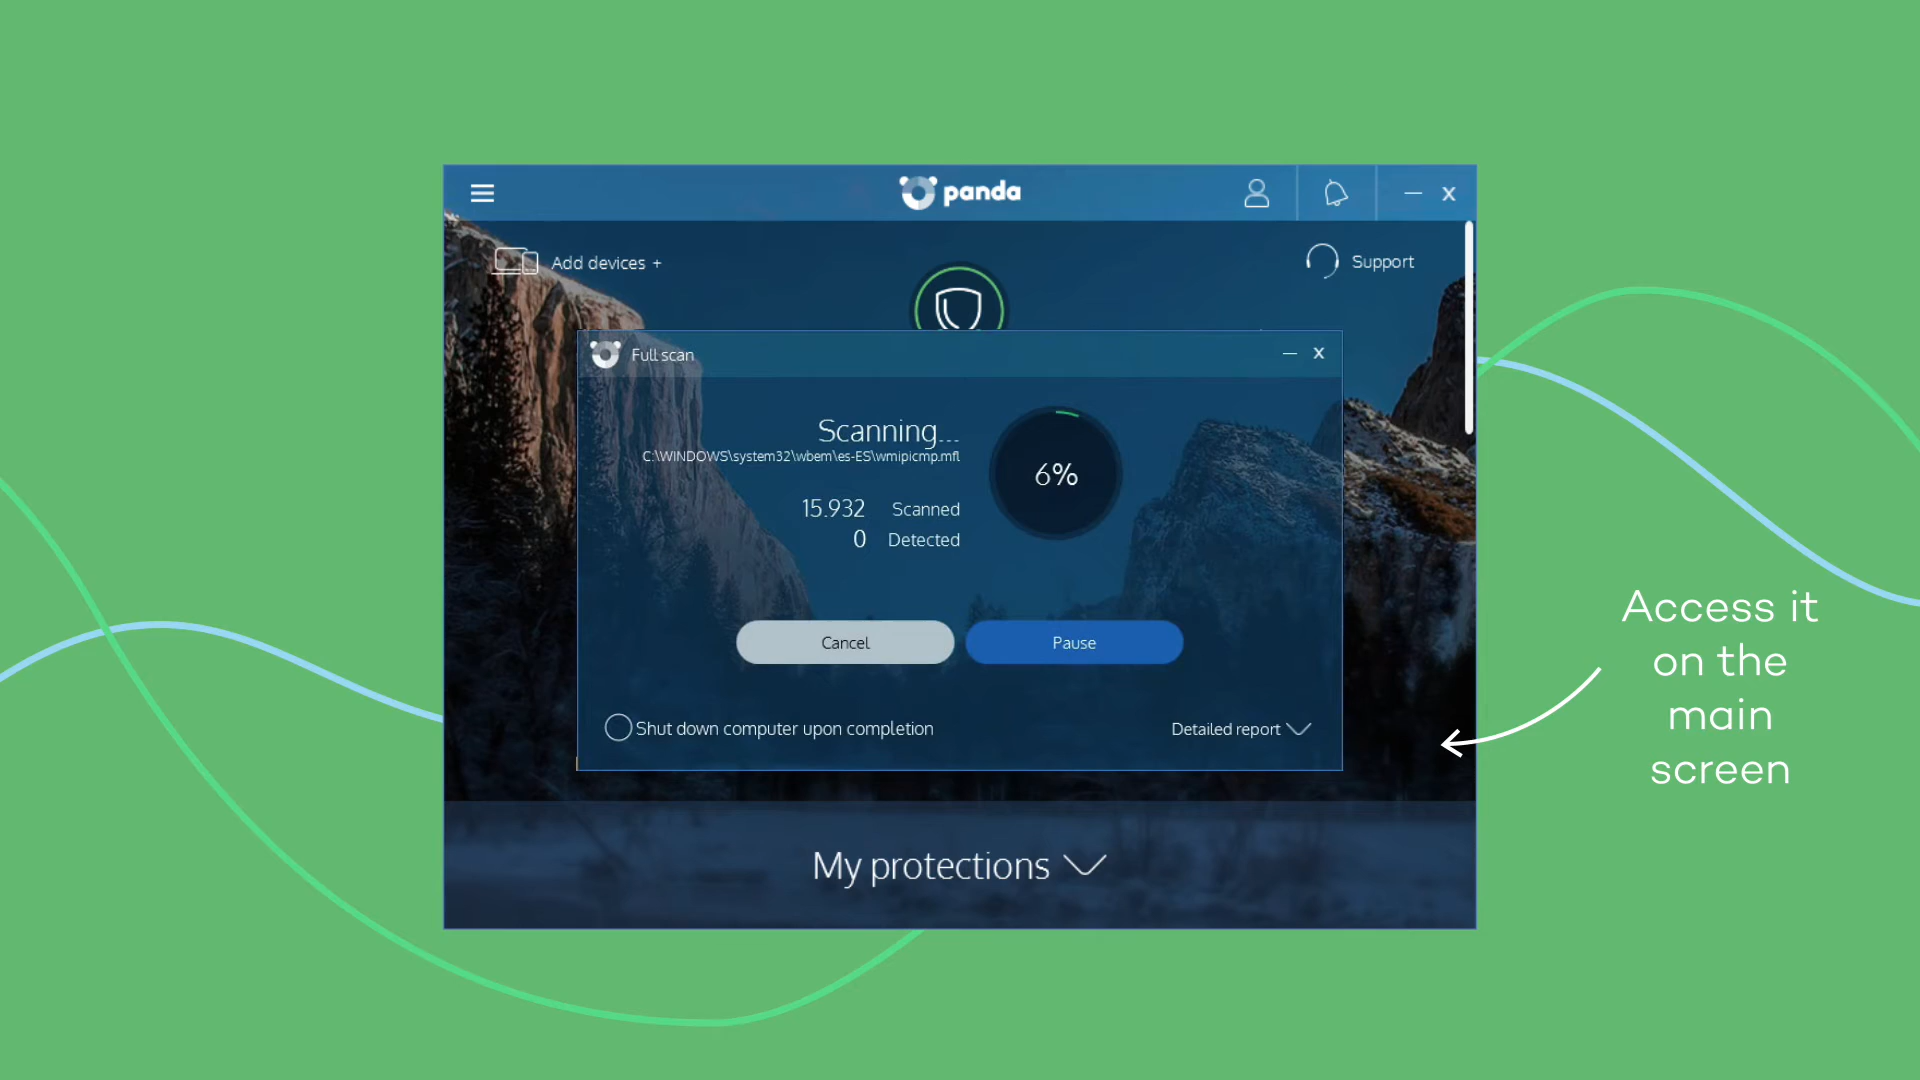 panda
Add devices +
Support
Full scan
Scanning...
C:\WINDOWS\system32\wbem\es-ES\wmipicmp.mfl
6%
15.932 Scanned
0 Detected
Cancel
Pause
Shut down computer upon completion
Detailed report
My protections
Access it
on the
main
screen